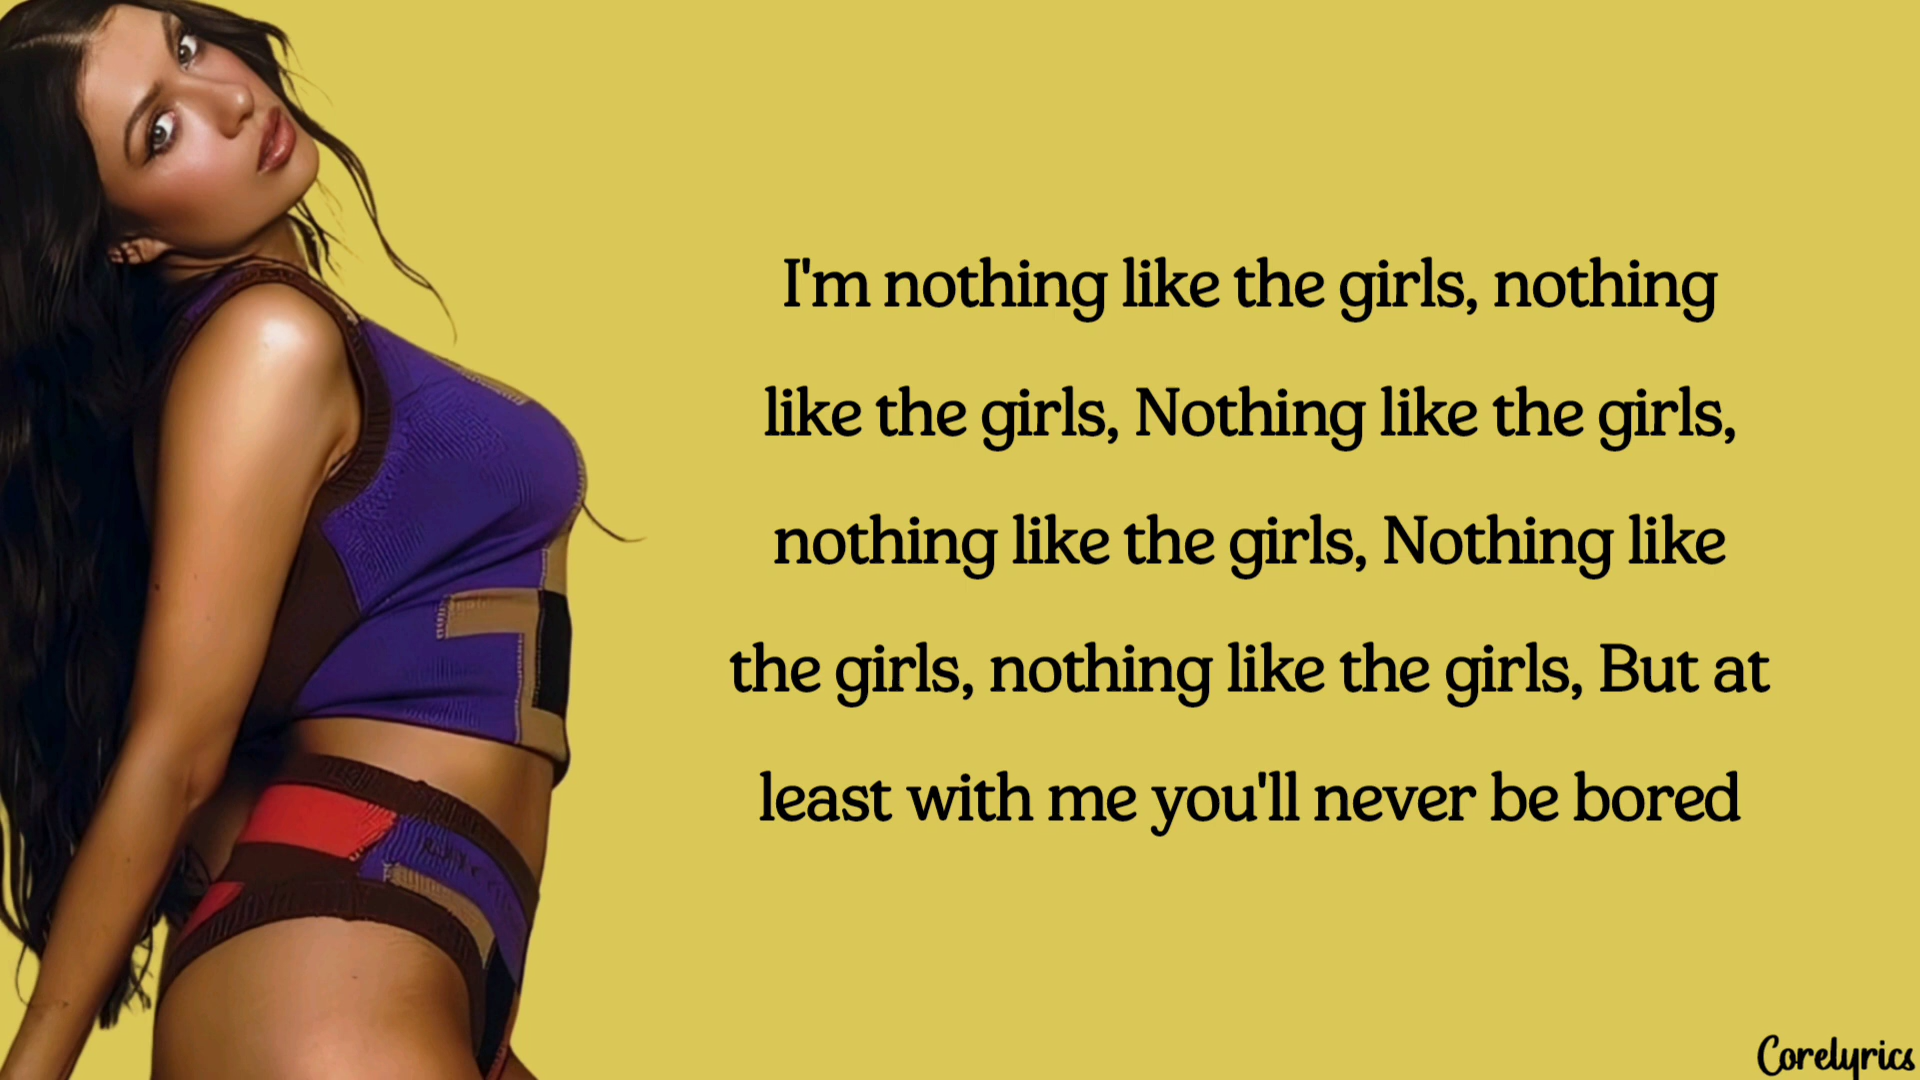 I'm nothing like the girls, nothing
like the girls, Nothing like the girls,
nothing like the girls, Nothing like
the girls, nothing like the girls, But at
least with me you'll never be bored
Corelyrics